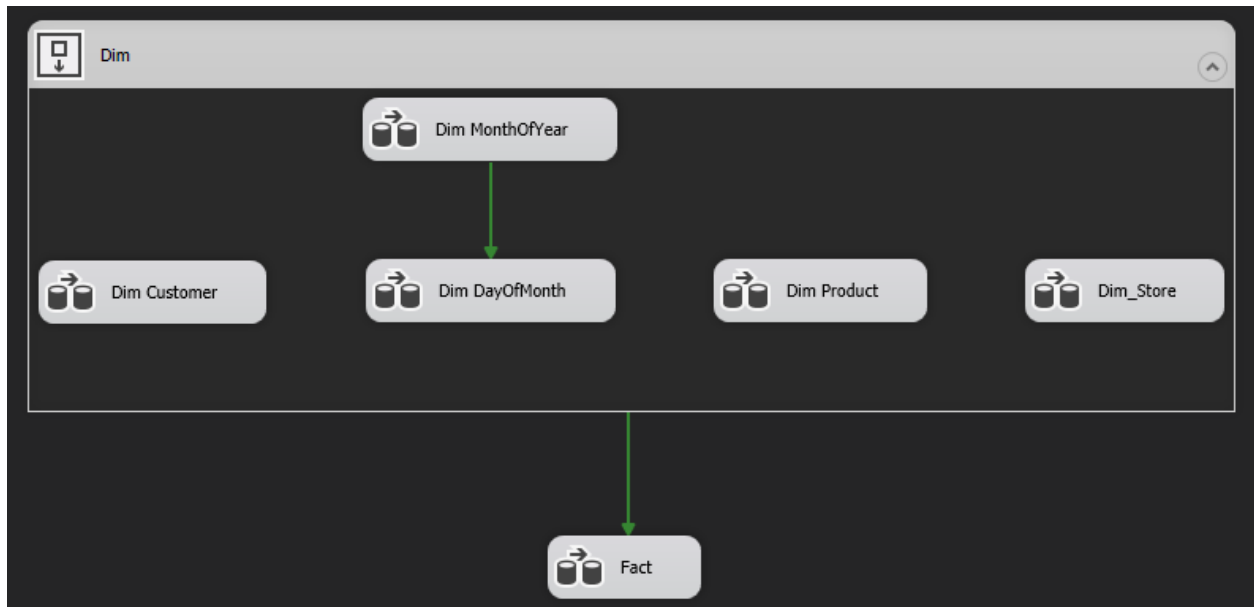 Dim
Dim MonthOfYear
Dim Customer
Dim DayOfMonth
Dim Product
Dim_Store
Fact